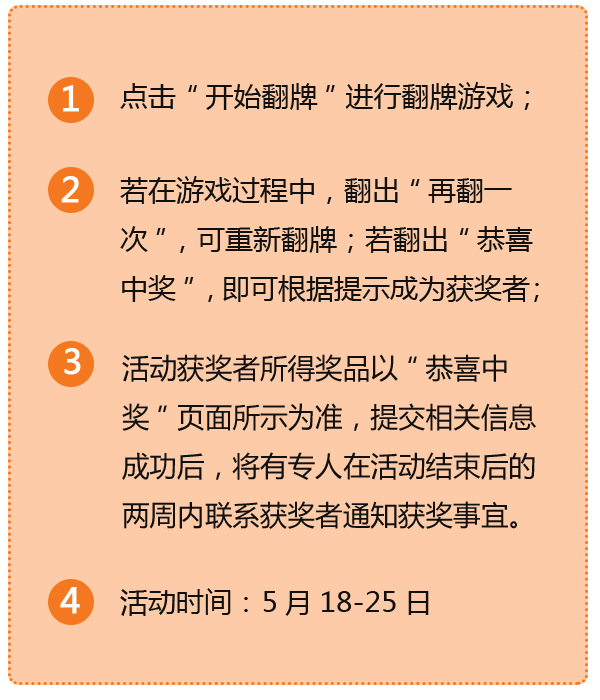 1 点击“开始翻牌”进行翻牌游戏；
2 若在游戏过程中，翻出“再翻一
次”，可重新翻牌；若翻出“恭喜
中奖”，即可根据提示成为获奖者；
3 活动获奖者所得奖品以“恭喜中
奖”页面所示为准，提交相关信息
成功后，将有专人在活动结束后的
两周内联系获奖者通知获奖事宜。
4 活动时间：5月18-25日